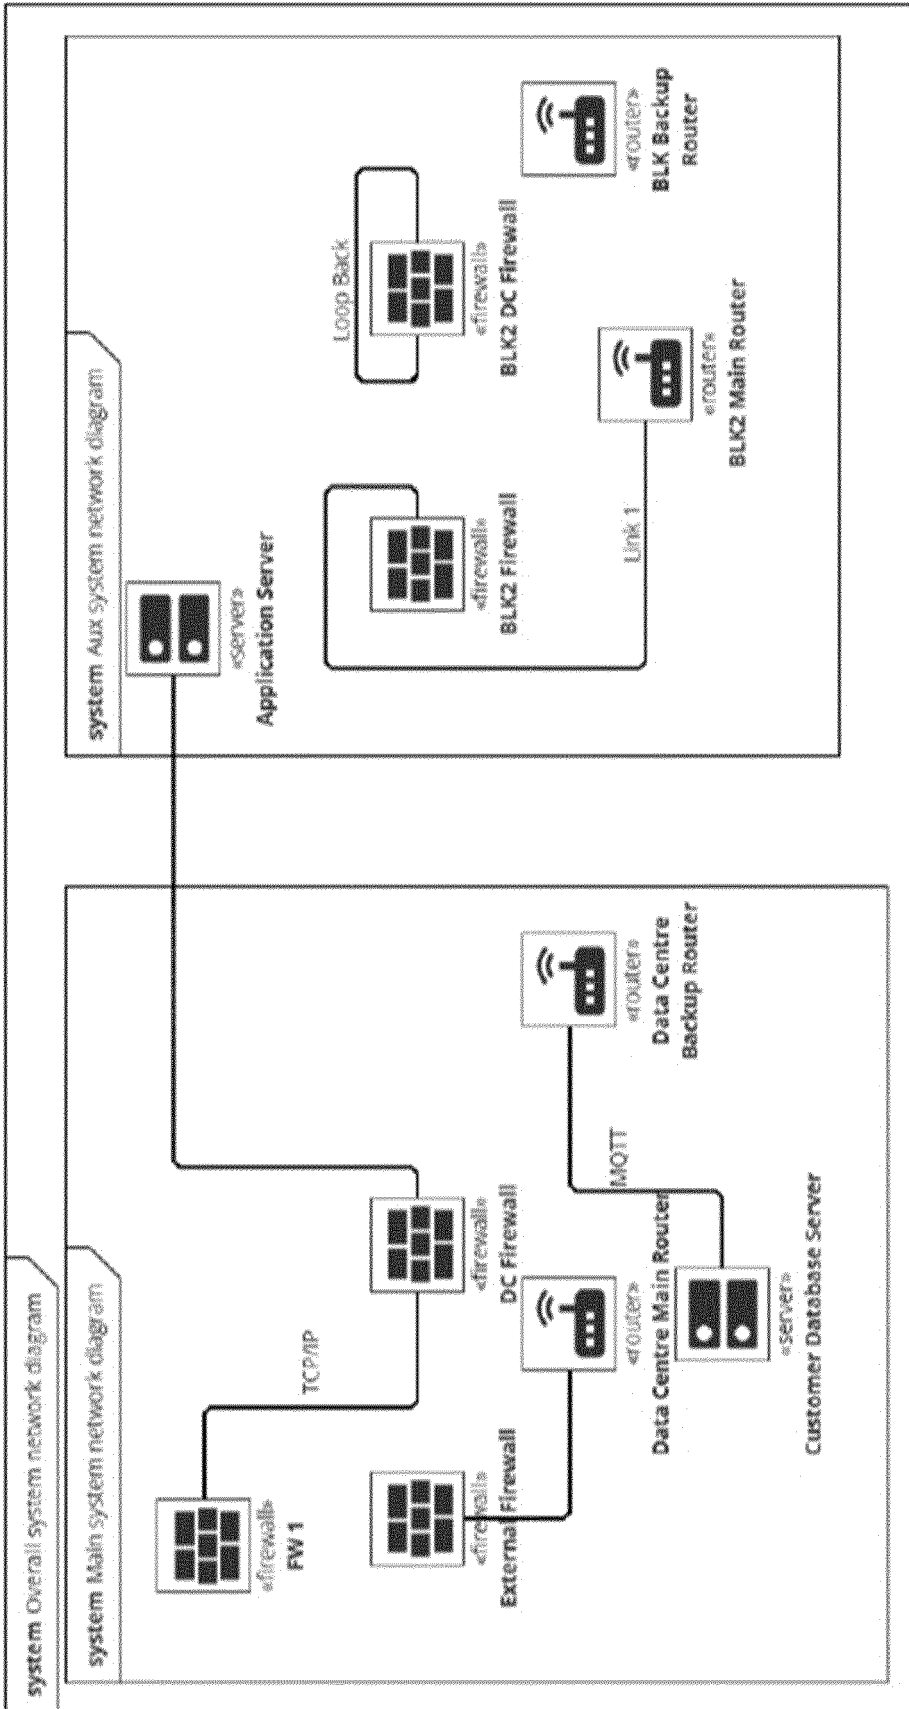 system Overall system network diagram
system Main system network diagram
«firewall»
FW 1
TCP/IP
«firewall»
External Firewall
«firewall»
DC Firewall
«router»
Data Centre Main Router
«router»
Data Centre
Backup Router
MQTT
«server»
Customer Database Server
system Aux system network diagram
«server»
Application Server
«firewall»
BLK2 Firewall
Loop Back
«firewall»
BLK2 DC Firewall
«router»
BLK Backup
Router
Link 1
«router»
BLK2 Main Router